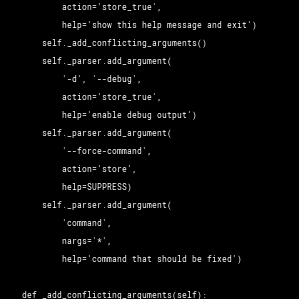 action='store_true',
help='show this help message and exit')
self._add_conflicting_arguments()
self._parser.add_argument(
'-d', '--debug',
action='store_true',
help='enable debug output')
self._parser.add_argument(
'--force-command',
action='store',
help=SUPPRESS)
self._parser.add_argument(
'command',
nargs='*',
help='command that should be fixed')
def _add_conflicting_arguments(self):